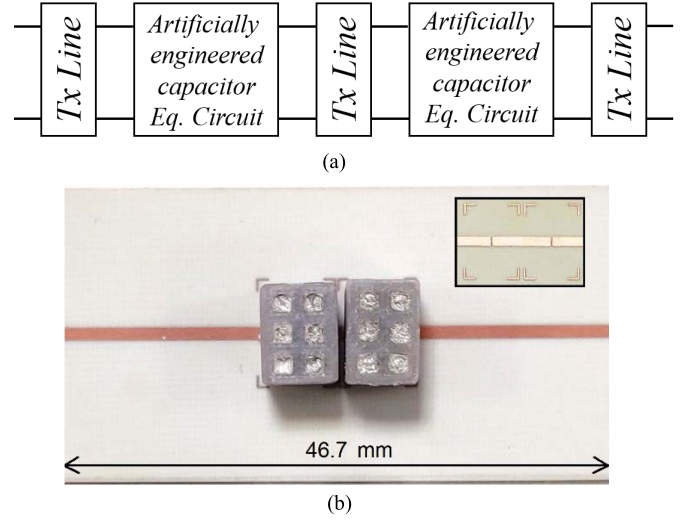 Tx Line
Artificially
engineered
capacitor
Eq. Circuit
Tx Line
Artificially
engineered
capacitor
Eq. Circuit
Tx Line
(a)
46.7 mm
(b)